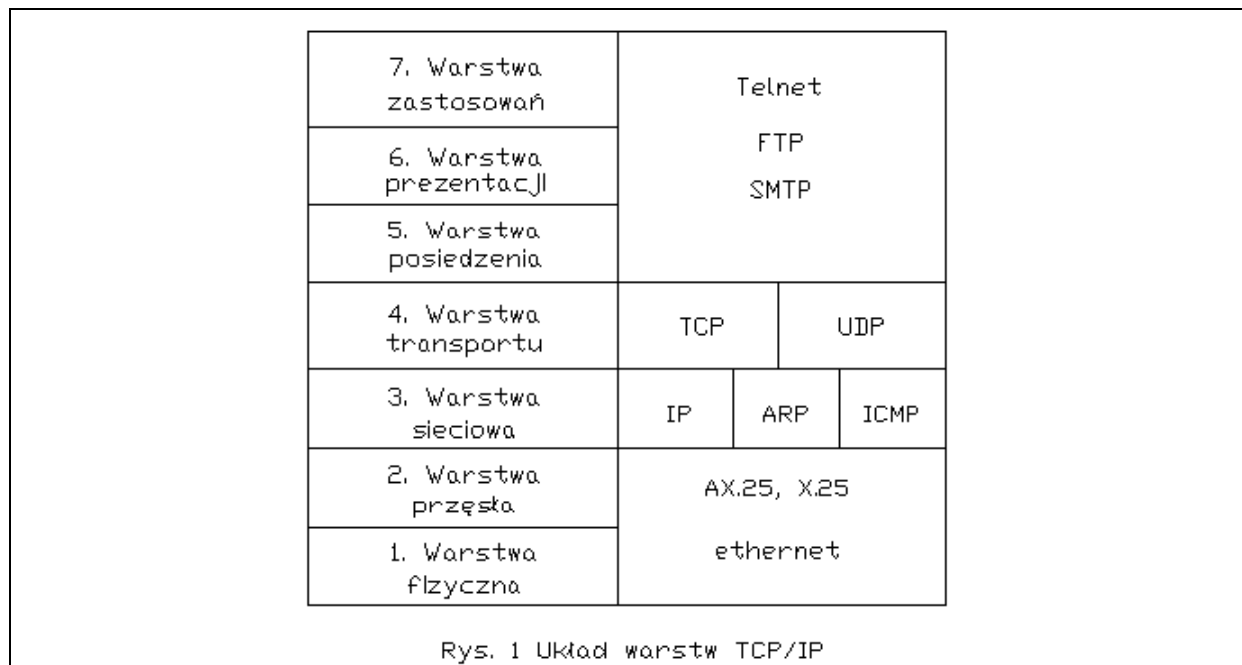 7. Warstwa
zastosowań
6. Warstwa
prezentacji
5. Warstwa
posiedzenia
4. Warstwa
transportu
3. Warstwa
sieciowa
2. Warstwa
przęsła
1. Warstwa
fizyczna
Telnet
FTP
SMTP
TCP
UDP
IP
ARP
ICMP
AX.25, X.25
ethernet
Rys. 1 Układ warstw TCP/IP